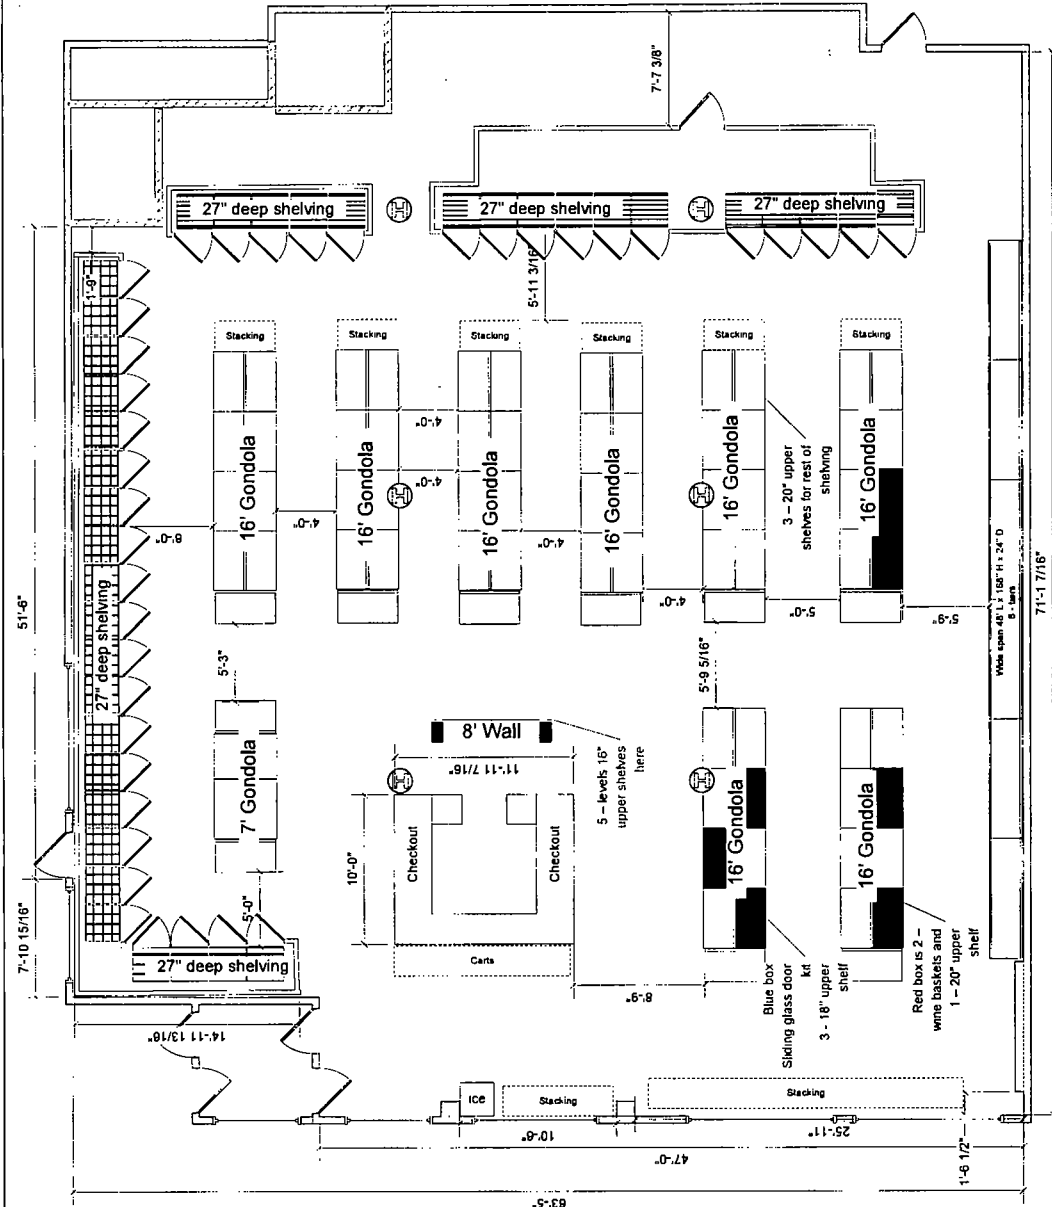 7'-7 3/8"
27" deep shelving
27" deep shelving
27" deep shelving
1'-9"
5'-11 3/16"
Stacking
Stacking
Stacking
Stacking
Stacking
Stacking
16' Gondola
16' Gondola
16' Gondola
16' Gondola
16' Gondola
16' Gondola
4'-0"
4'-0"
8'-0"
4'-0"
4'-0"
4'-0"
5'-0"
5'-9"
3 – 20" upper
shelves for rest of
shelving
51'-6"
27" deep shelving
Wide span 48' L x 168" H x 24" D
71'-1 7/16"
5'-3"
5'-9 5/16"
7' Gondola
8' Wall
11'-11 7/16"
5 – levels 16"
upper shelves
here
10'-0"
Checkout
Checkout
16' Gondola
16' Gondola
5'-0"
7'-10 15/16"
27" deep shelving
Carts
8'-9"
Blue box
Sliding glass door
kit
3 - 18" upper
shelf
Red box is 2 –
wine baskets and
1 – 20" upper
shelf
14'-11 13/16"
ICE
Stacking
Stacking
10'-6"
25'-11"
47'-0"
1'-6 1/2"
63'-5"